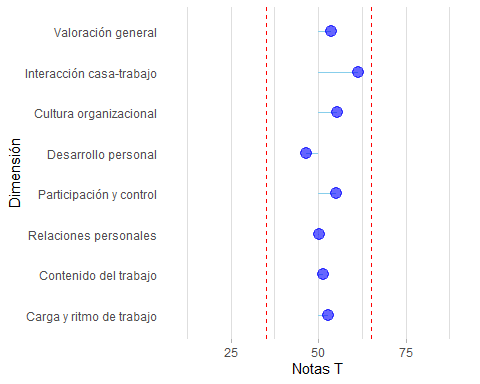 Valoración general
Interacción casa-trabajo
Cultura organizacional
Desarrollo personal
Participación y control
Relaciones personales
Contenido del trabajo
Carga y ritmo de trabajo
Dimensión
25 50 75
Notas T